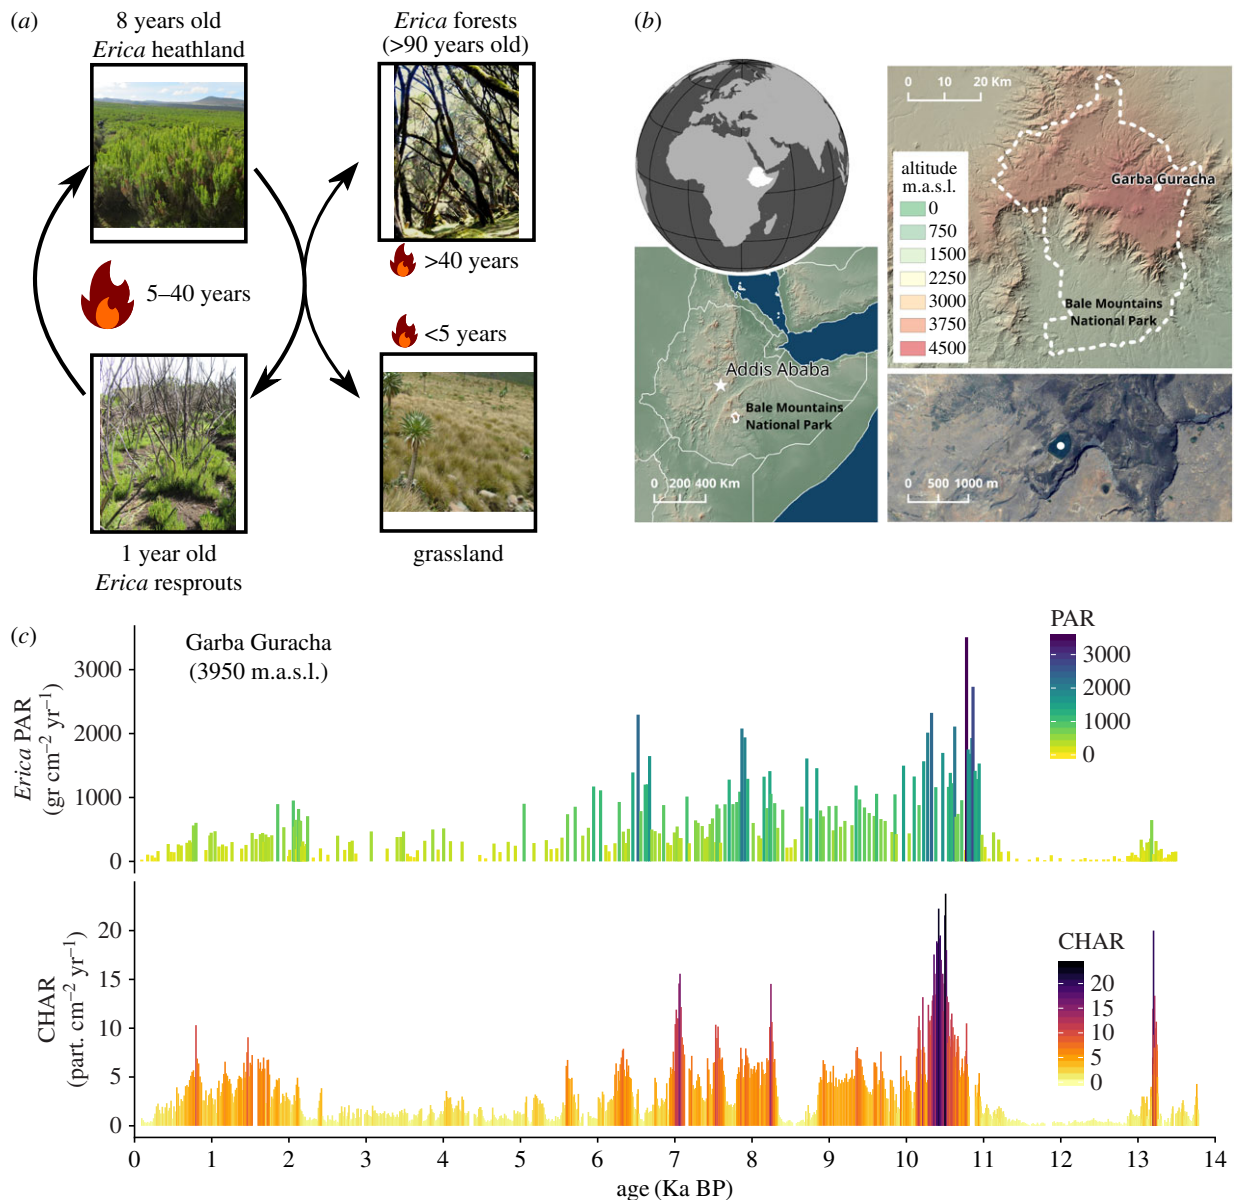 (a)
8 years old
Erica heathland
Erica forests
(>90 years old)
5–40 years
>40 years
<5 years
1 year old
Erica resprouts
grassland
(b)
0 10 20 Km
altitude
m.a.s.l.
0
750
1500
2250
3000
3750
4500
Garba Guracha
Bale Mountains
National Park
Addis Ababa
Bale Mountains
National Park
0 200 400 Km
0 500 1000 m
(c)
Garba Guracha
(3950 m.a.s.l.)
Erica PAR
(gr cm⁻² yr⁻¹)
3000
2000
1000
0
PAR
3000
2000
1000
0
CHAR
(part. cm⁻² yr⁻¹)
20
15
10
5
0
CHAR
20
15
10
5
0
0 1 2 3 4 5 6 7 8 9 10 11 12 13 14
age (Ka BP)